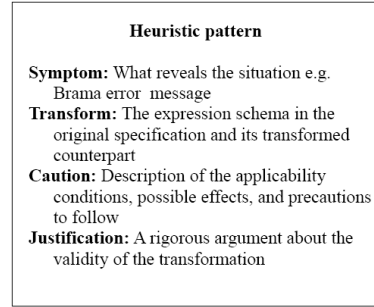 Heuristic pattern
Symptom: What reveals the situation e.g.
Brama error message
Transform: The expression schema in the
original specification and its transformed
counterpart
Caution: Description of the applicability
conditions, possible effects, and precautions
to follow
Justification: A rigorous argument about the
validity of the transformation